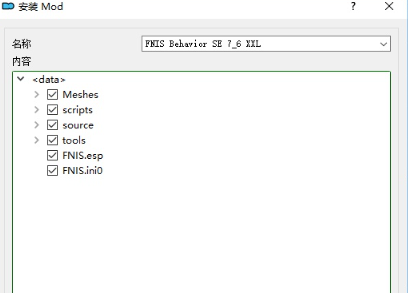 安装 Mod
名称 FNIS Behavior SE 7_6 XXL
内容
<data>
Meshes
scripts
source
tools
FNIS.esp
FNIS.ini0